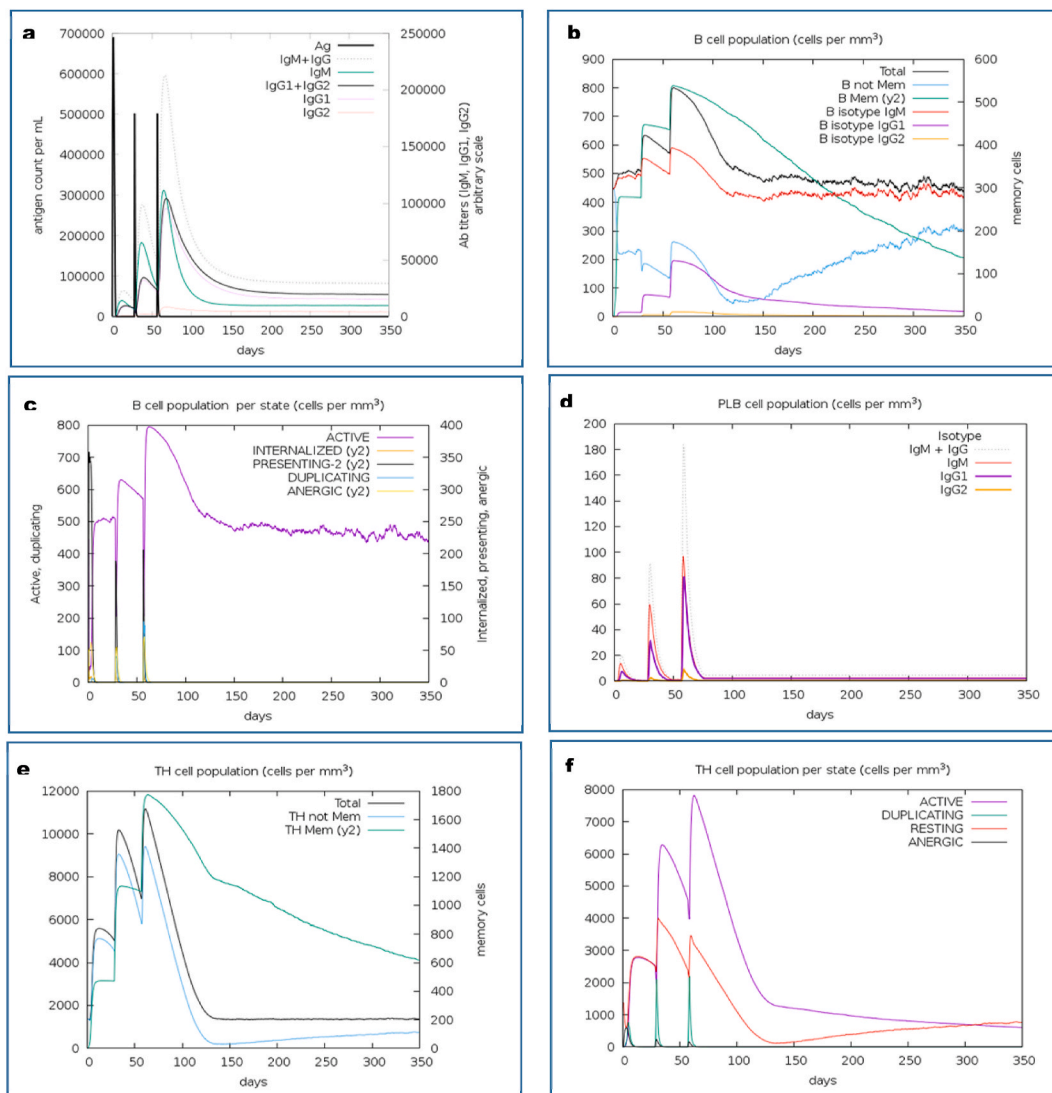 a
Ag
IgM+IgG
IgM
IgG1+IgG2
IgG1
IgG2
antigen count per mL
700000
600000
500000
400000
300000
200000
100000
0
250000
200000
150000
100000
50000
0
Ab titers (IgM, IgG1, IgG2)
arbitrary scale
0 50 100 150 200 250 300 350
days
b
B cell population (cells per mm³)
Total
B not Mem
B Mem (y2)
B isotype IgM
B isotype IgG1
B isotype IgG2
900
800
700
600
500
400
300
200
100
0
600
500
400
300
200
100
0
memory cells
0 50 100 150 200 250 300 350
days
c
B cell population per state (cells per mm³)
ACTIVE
INTERNALIZED (y2)
PRESENTING-2 (y2)
DUPLICATING
ANERGIC (y2)
Active, duplicating
800
700
600
500
400
300
200
100
0
400
350
300
250
200
150
100
50
0
Internalized, presenting, anergic
0 50 100 150 200 250 300 350
days
d
PLB cell population (cells per mm³)
Isotype
IgM + IgG
IgM
IgG1
IgG2
200
180
160
140
120
100
80
60
40
20
0
0 50 100 150 200 250 300 350
days
e
TH cell population (cells per mm³)
Total
TH not Mem
TH Mem (y2)
12000
10000
8000
6000
4000
2000
0
1800
1600
1400
1200
1000
800
600
400
200
0
memory cells
0 50 100 150 200 250 300 350
days
f
TH cell population per state (cells per mm³)
ACTIVE
DUPLICATING
RESTING
ANERGIC
8000
7000
6000
5000
4000
3000
2000
1000
0
0 50 100 150 200 250 300 350
days